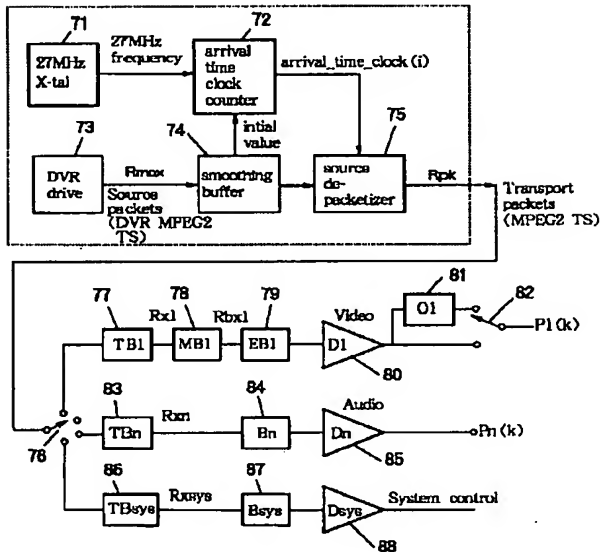 71
27MHz
frequency
72
27MHz
X-tal
arrival
time
clock
counter
arrival_time_clock (i)
73
74
intial
value
75
DVR
drive
Rmax
Source
packets
(DVR MPEG2
TS)
smoothing
buffer
source
de-
packetizer
Rpk
Transport
packets
(MPEG2 TS)
77
Rx1
78
Rbx1
79
Video
81
O1
82
TB1
MB1
EB1
D1
80
P1(k)
76
83
84
Audio
TBn
Rxn
Bn
Dn
85
Pn(k)
86
87
System control
TBsys
Rxsys
Bsys
Dsys
88